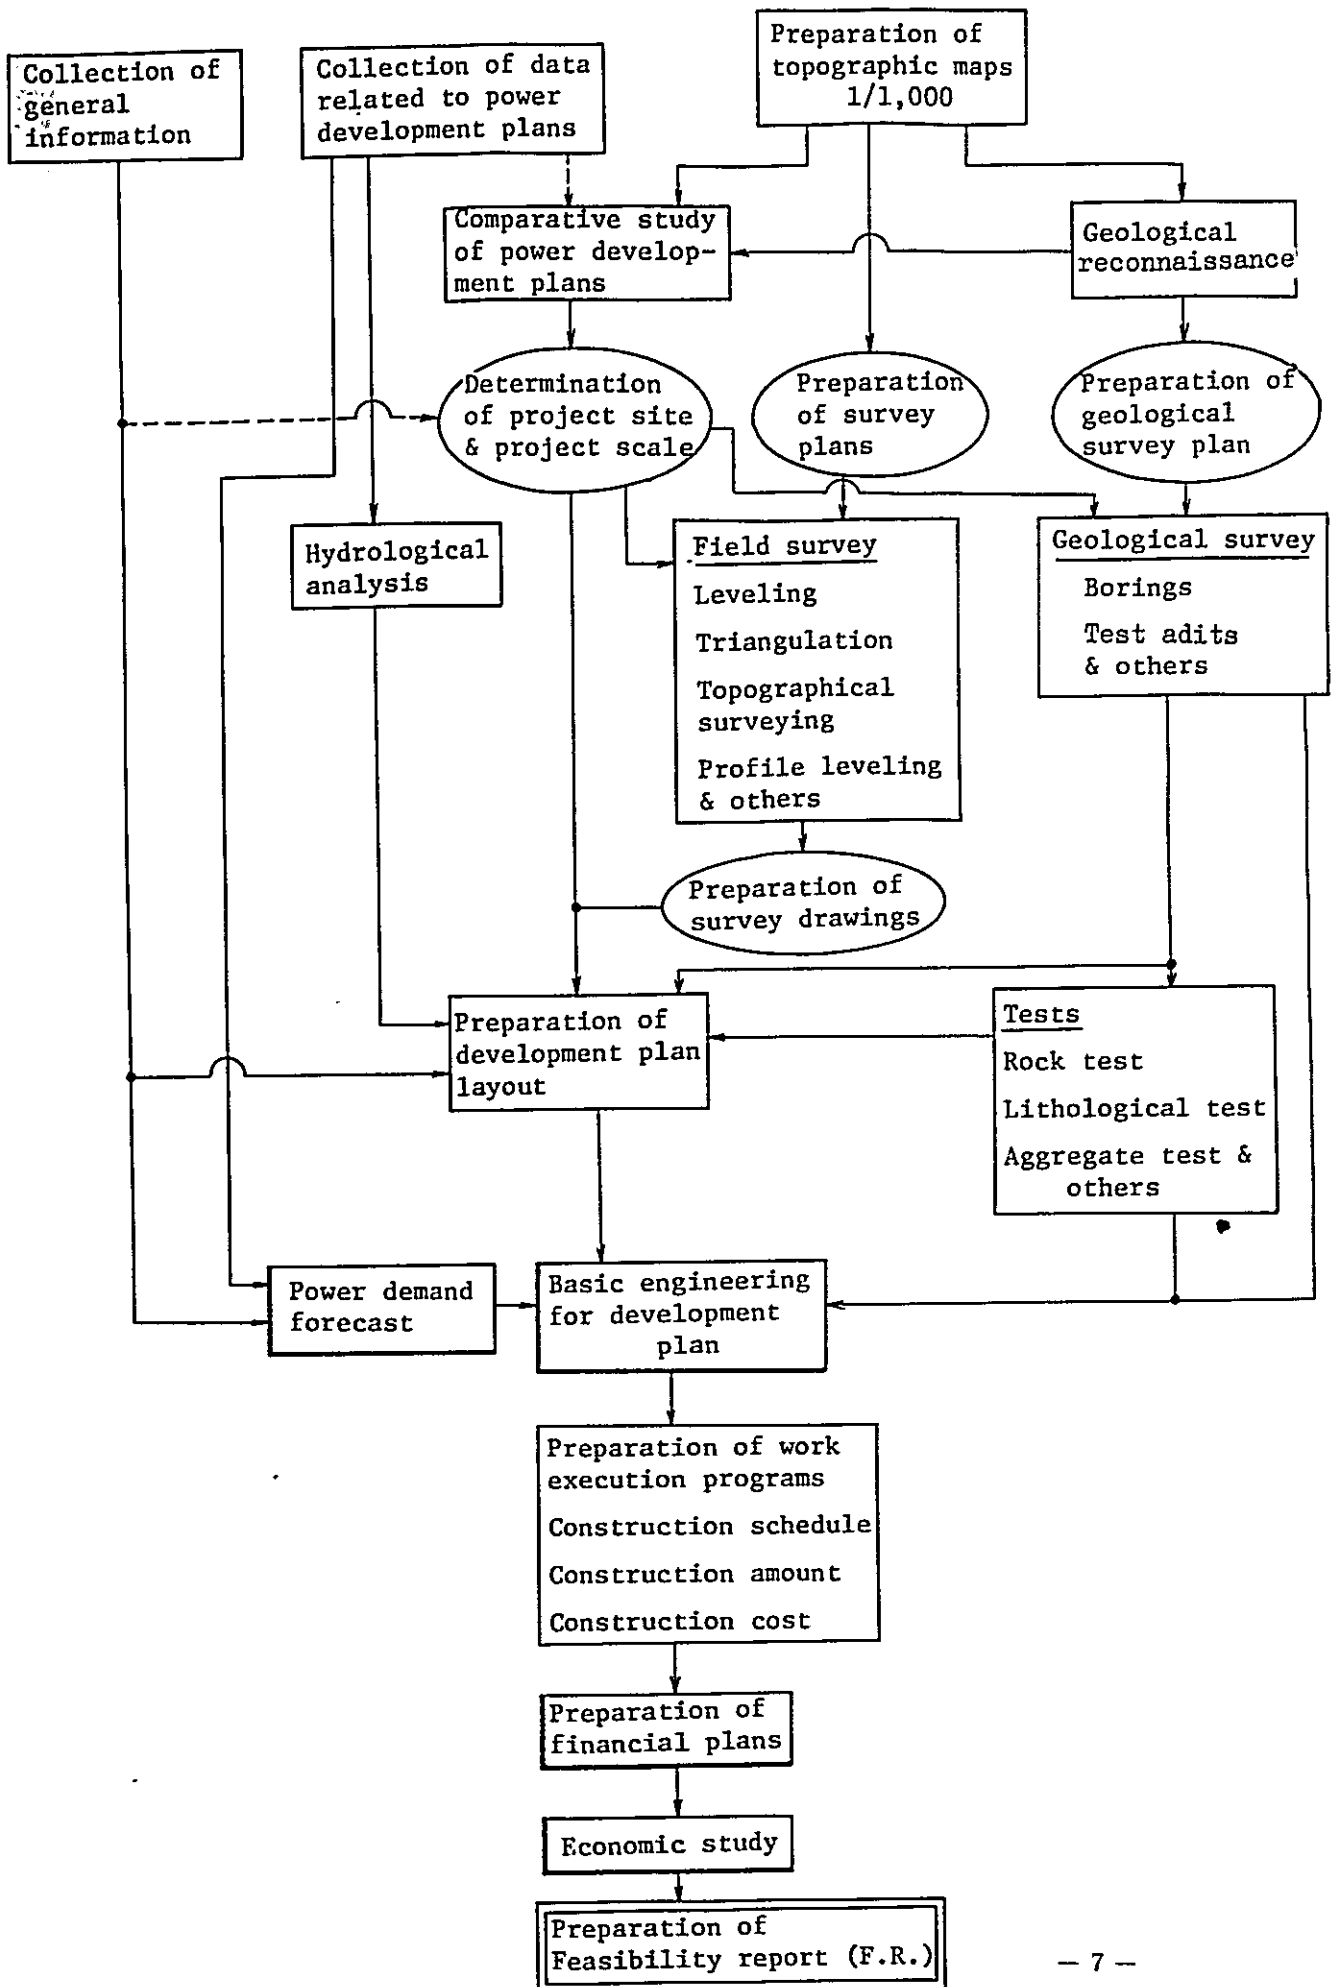 Collection of
general
information
Collection of data
related to power
development plans
Preparation of
topographic maps
1/1,000
Comparative study
of power develop-
ment plans
Geological
reconnaissance
Determination
of project site
& project scale
Preparation
of survey
plans
Preparation of
geological
survey plan
Hydrological
analysis
Field survey
Leveling
Triangulation
Topographical
surveying
Profile leveling
& others
Geological survey
Borings
Test adits
& others
Preparation of
survey drawings
Preparation of
development plan
layout
Tests
Rock test
Lithological test
Aggregate test &
others
Power demand
forecast
Basic engineering
for development
plan
Preparation of work
execution programs
Construction schedule
Construction amount
Construction cost
Preparation of
financial plans
Economic study
Preparation of
Feasibility report (F.R.)
— 7 —